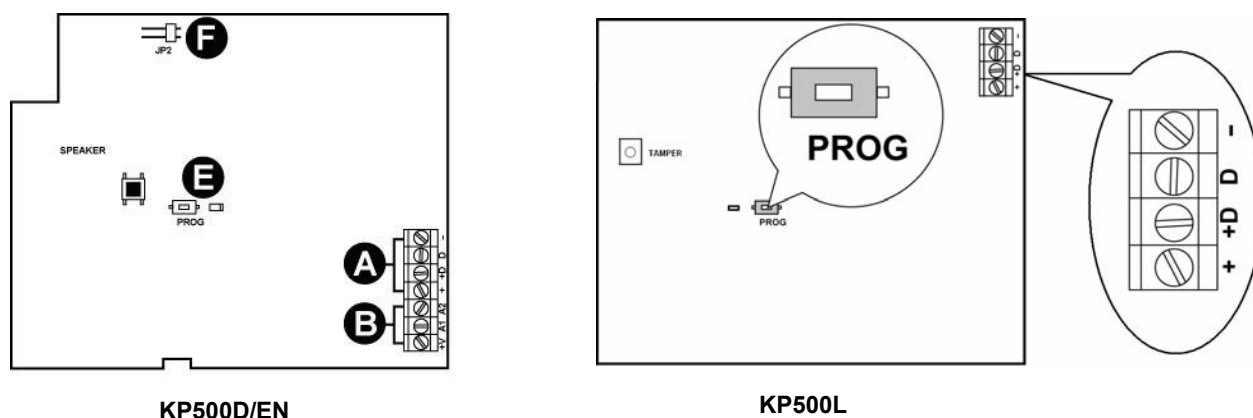 F
JP2
SPEAKER
E
PROG
A
B
-
D
+D
+
A2
A1
+V
KP500D/EN
TAMPER
PROG
PROG
-
D
+D
+
-
D
+D
+
KP500L